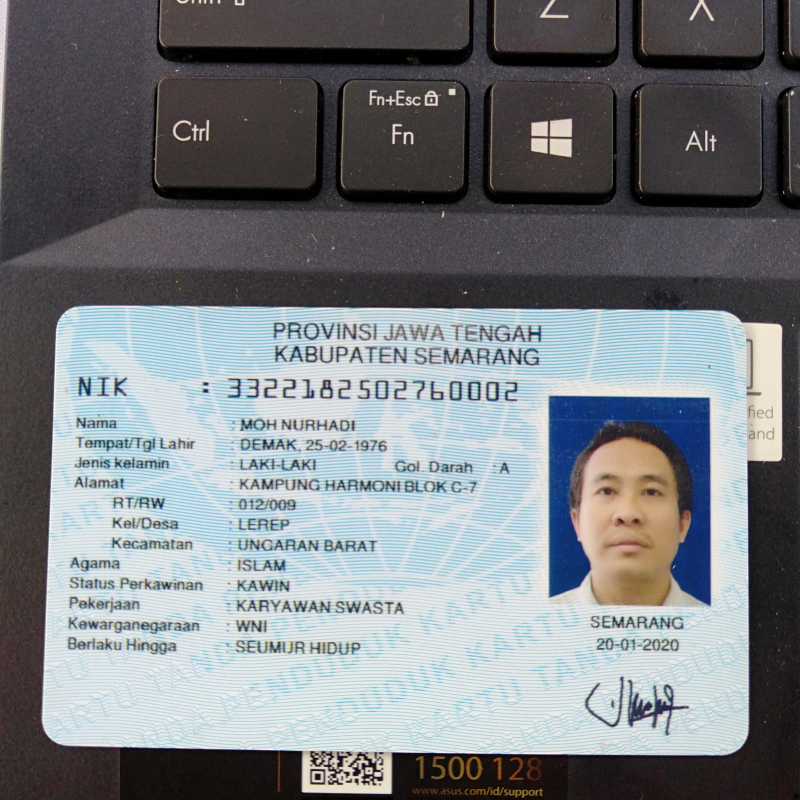 Shift
Z
X
Ctrl
Fn+Esc
Fn
Alt
PROVINSI JAWA TENGAH
KABUPATEN SEMARANG
NIK : 3322182502760002
Nama : MOH NURHADI
Tempat/Tgl Lahir : DEMAK, 25-02-1976
Jenis kelamin : LAKI-LAKI Gol. Darah : A
Alamat : KAMPUNG HARMONI BLOK C-7
RT/RW : 012/009
Kel/Desa : LEREP
Kecamatan : UNGARAN BARAT
Agama : ISLAM
Status Perkawinan : KAWIN
Pekerjaan : KARYAWAN SWASTA
Kewarganegaraan : WNI
Berlaku Hingga : SEUMUR HIDUP
SEMARANG
20-01-2020
KARTU TANDA PENDUDUK KARTU TANDA PENDUDUK
1500 128
www.asus.com/id/support